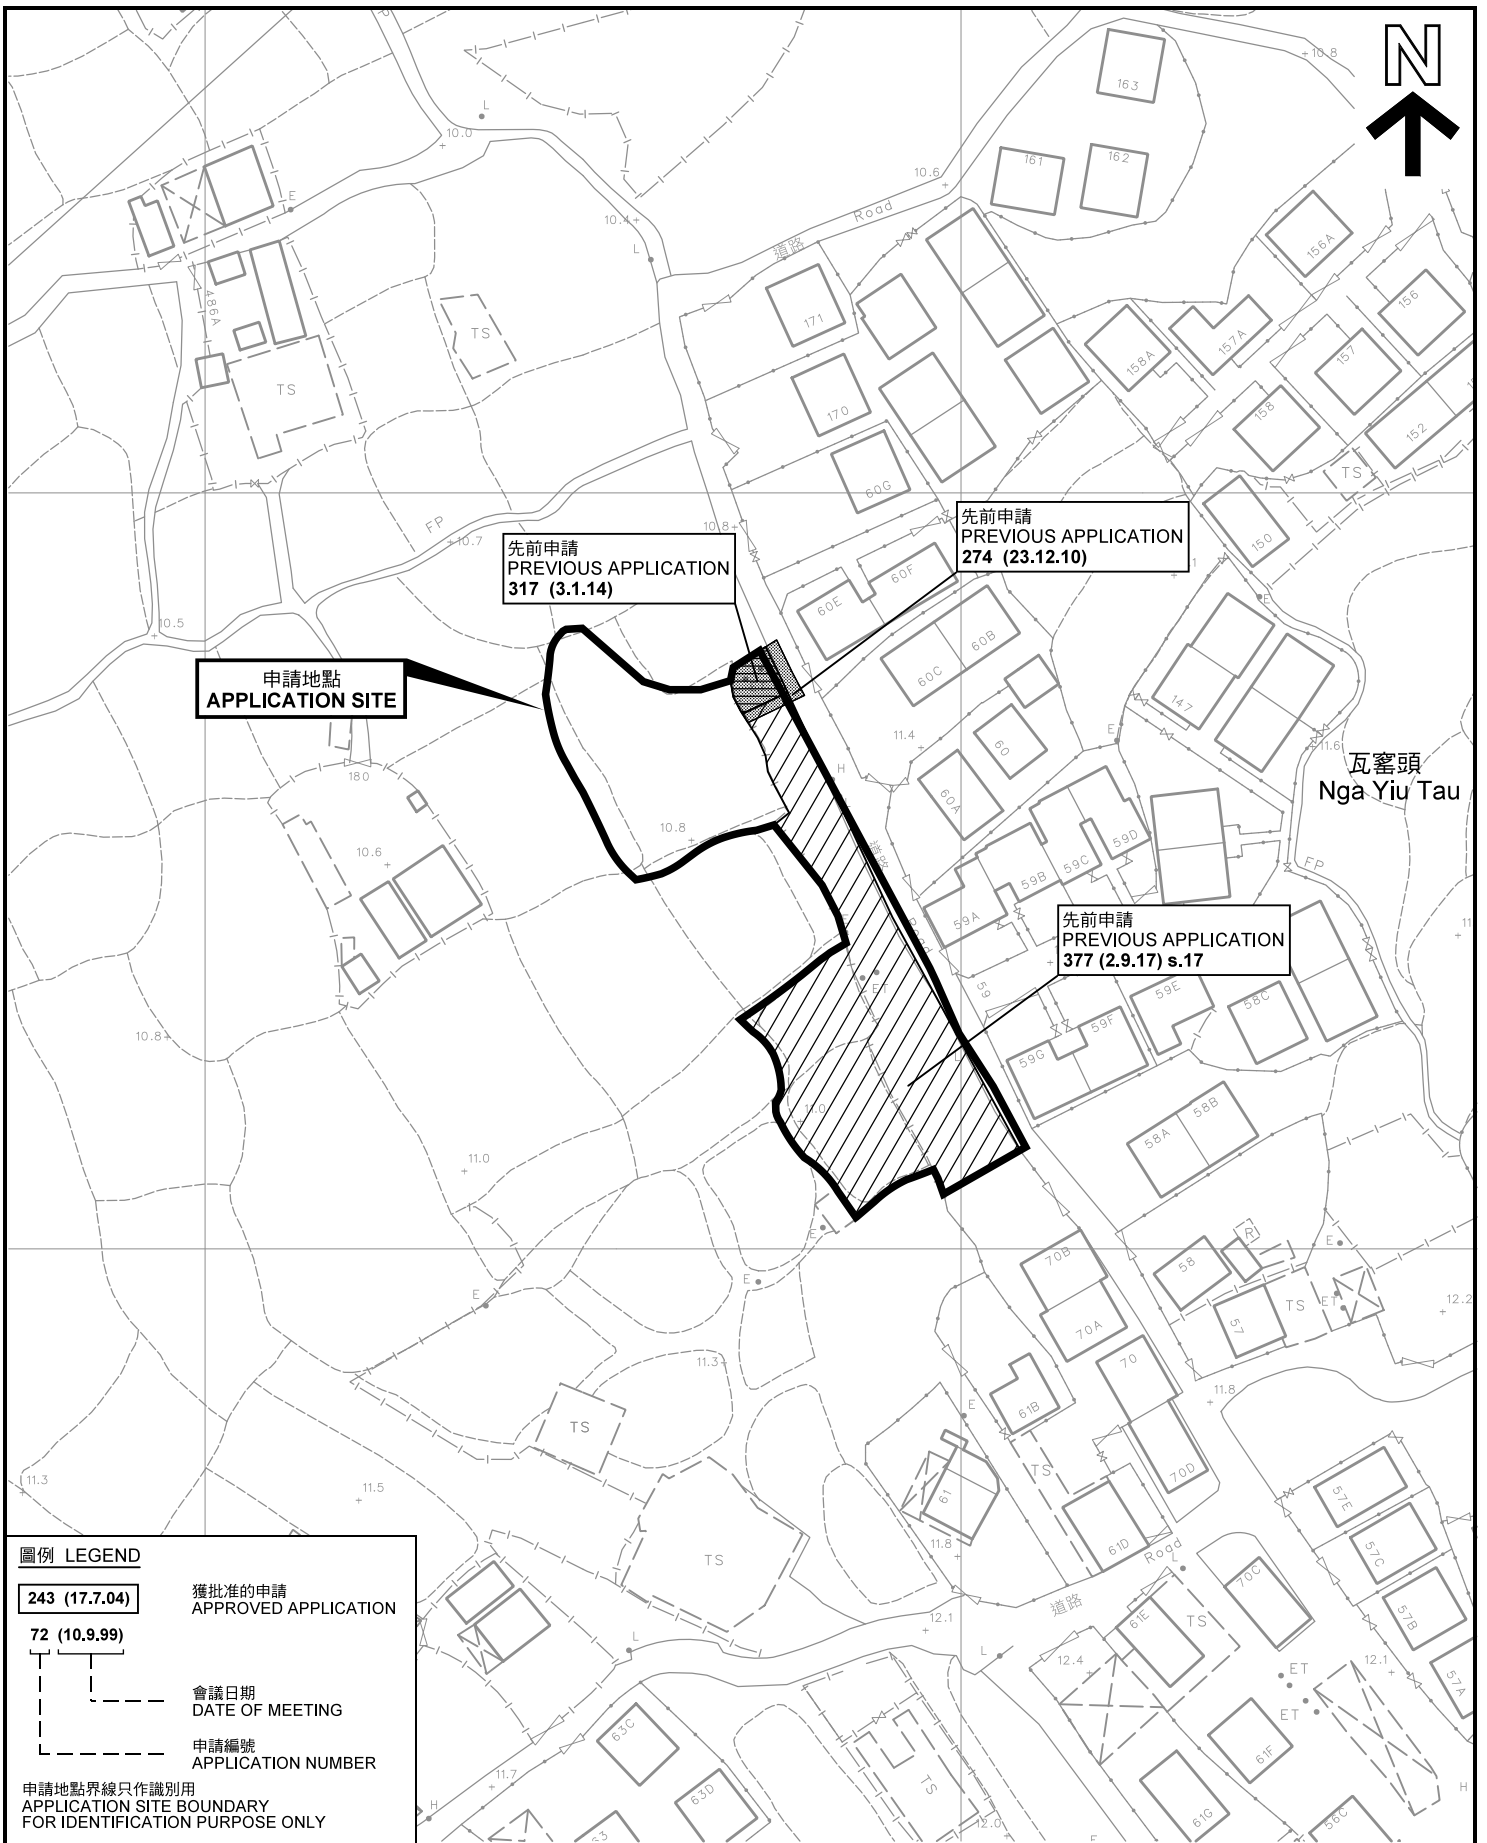 N
163
10.8
161
162
10.0
L
10.6
Road
道路
10.4
L
E
156A
156
157A
158A
157
158
152
486A
TS
TS
171
170
60G
TS
150
E
FP
10.7
10.8
先前申請
PREVIOUS APPLICATION
317 (3.1.14)
先前申請
PREVIOUS APPLICATION
274 (23.12.10)
60F
60E
60B
60C
10.5
申請地點
APPLICATION SITE
147
11.4
60
E
11.6
瓦窰頭
Nga Yiu Tau
180
H
60A
10.8
道路
59D
59C
59B
59A
FP
10.6
先前申請
PREVIOUS APPLICATION
377 (2.9.17) s.17
Road
ET
59
59E
58C
59F
59G
10.8
L
11.0
58B
58A
11.0
E
E
E
70B
70A
58
R
E
57
TS
ET
12.2
11.3
70
11.8
TS
61B
E
11.3
11.5
TS
70D
61
57E
TS
11.8
61D
Road
L
57C
70C
57B
道路
61E
TS
12.1
L
L
12.4
12.1
57A
ET
ET
63C
61F
11.7
63D
TS
H
H
61G
12.0
63
E
56C
圖例 LEGEND
243 (17.7.04)
獲批准的申請
APPROVED APPLICATION
72 (10.9.99)
會議日期
DATE OF MEETING
申請編號
APPLICATION NUMBER
申請地點界線只作識別用
APPLICATION SITE BOUNDARY
FOR IDENTIFICATION PURPOSE ONLY